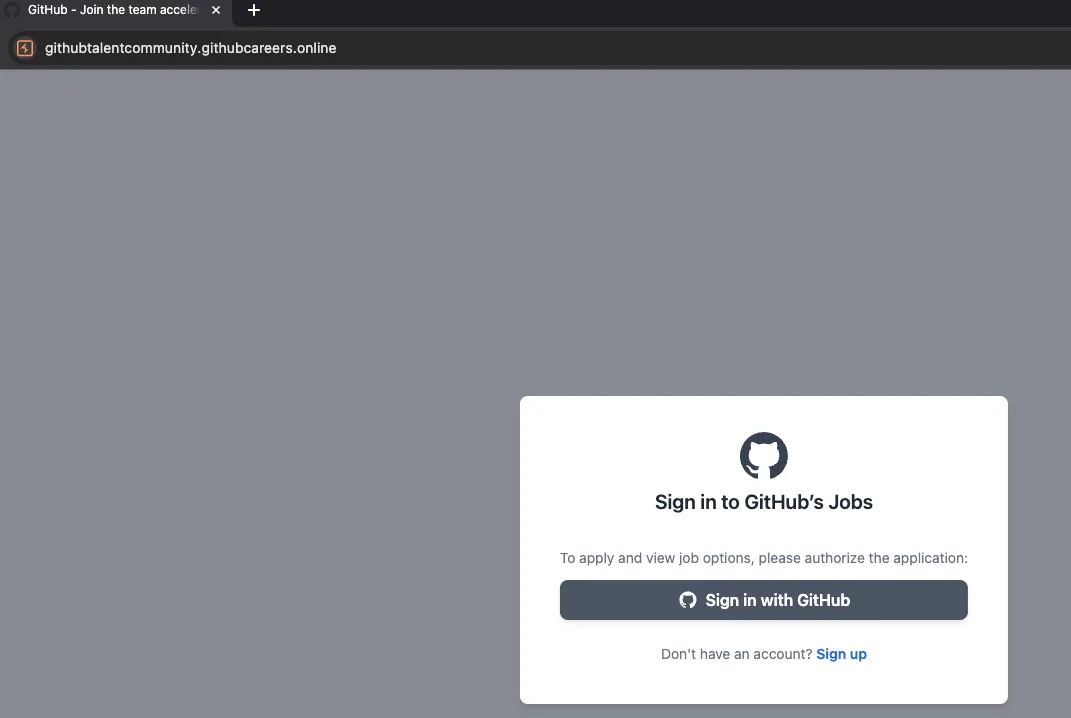 GitHub - Join the team accele
githubtalentcommunity.githubcareers.online
Sign in to GitHub’s Jobs
To apply and view job options, please authorize the application:
Sign in with GitHub
Don't have an account? Sign up